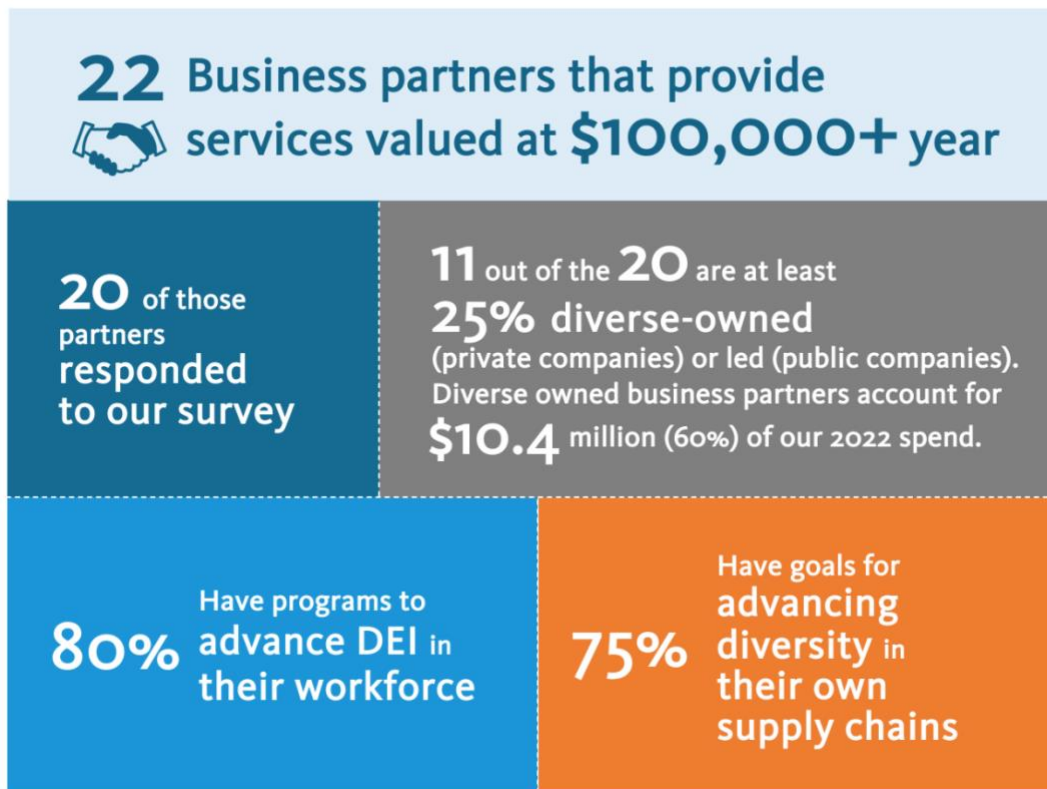 22 Business partners that provide
services valued at $100,000+ year
20 of those
partners
responded
to our survey
11 out of the 20 are at least
25% diverse-owned
(private companies) or led (public companies).
Diverse owned business partners account for
$10.4 million (60%) of our 2022 spend.
80% Have programs to
advance DEI in
their workforce
75% Have goals for
advancing
diversity in
their own
supply chains